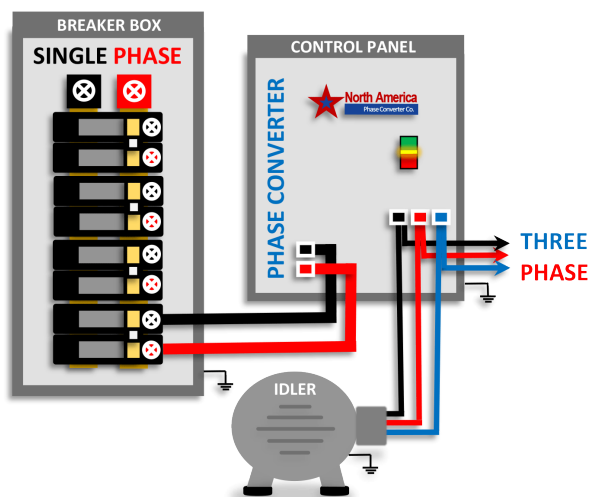 BREAKER BOX
SINGLE PHASE
CONTROL PANEL
PHASE CONVERTER
North America
Phase Converter Co.
THREE
PHASE
IDLER